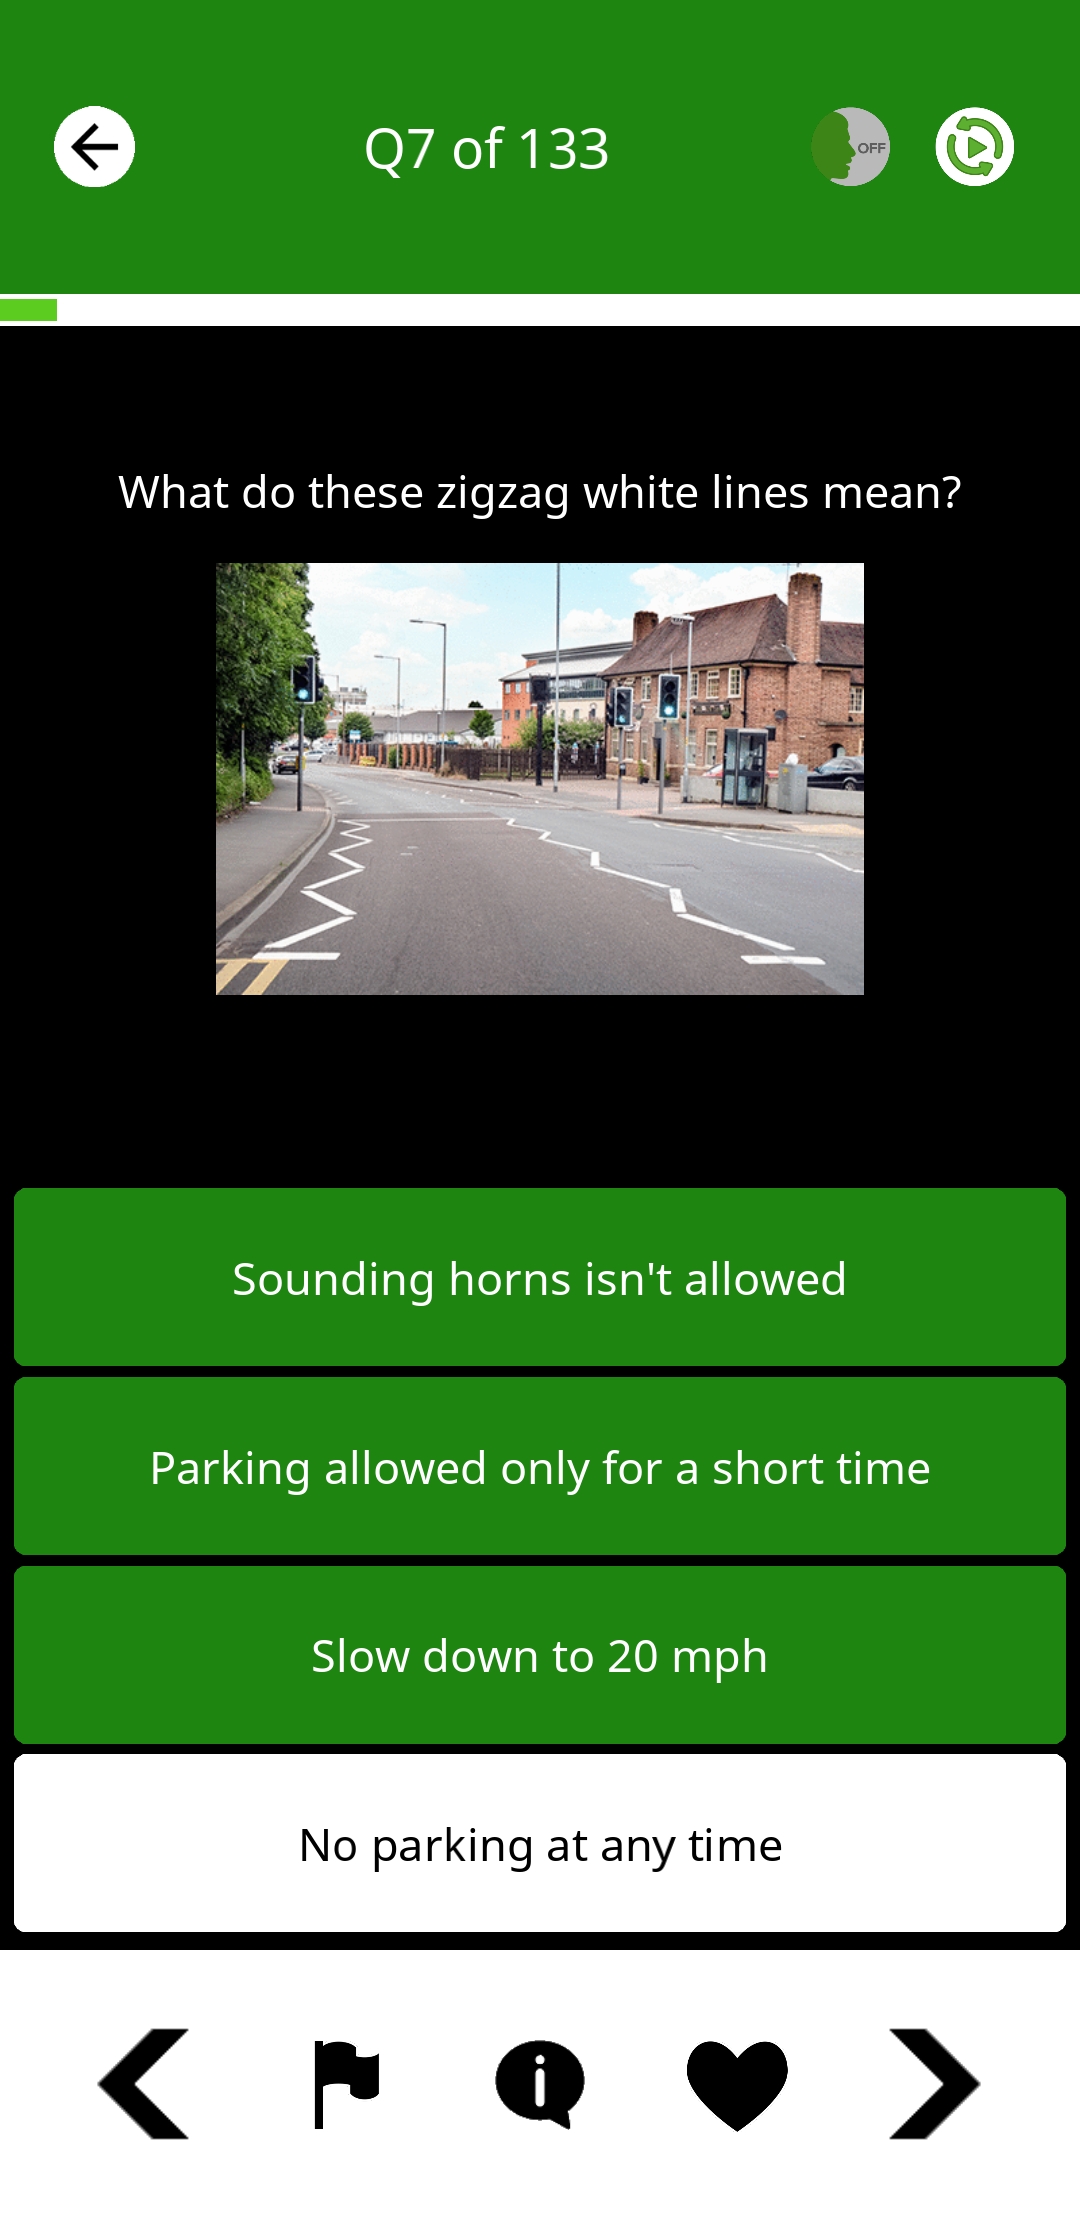 Q7 of 133
OFF
What do these zigzag white lines mean?
Sounding horns isn't allowed
Parking allowed only for a short time
Slow down to 20 mph
No parking at any time